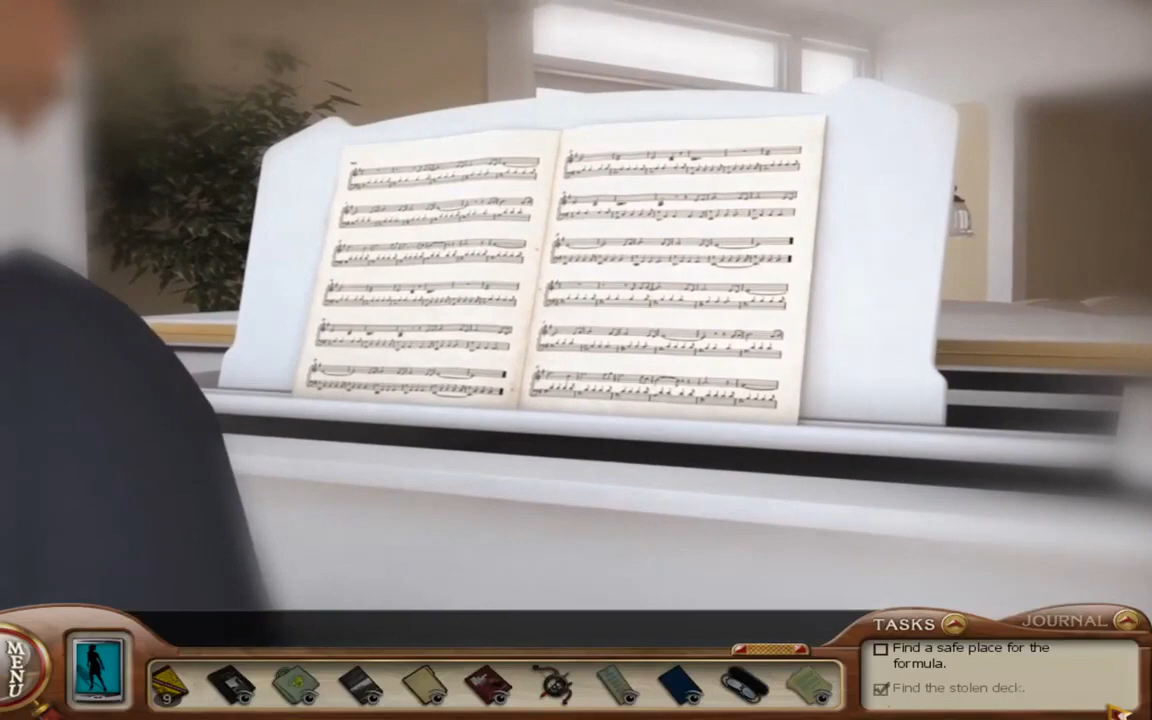 TASKS
JOURNAL
Find a safe place for the
formula.
Find the stolen deck.
MENU
9